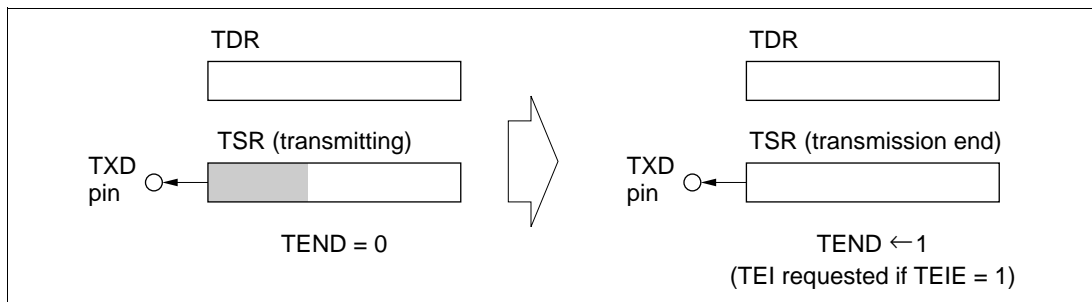 TDR
TSR (transmitting)
TXD
pin
TEND = 0
TDR
TSR (transmission end)
TXD
pin
TEND ←1
(TEI requested if TEIE = 1)